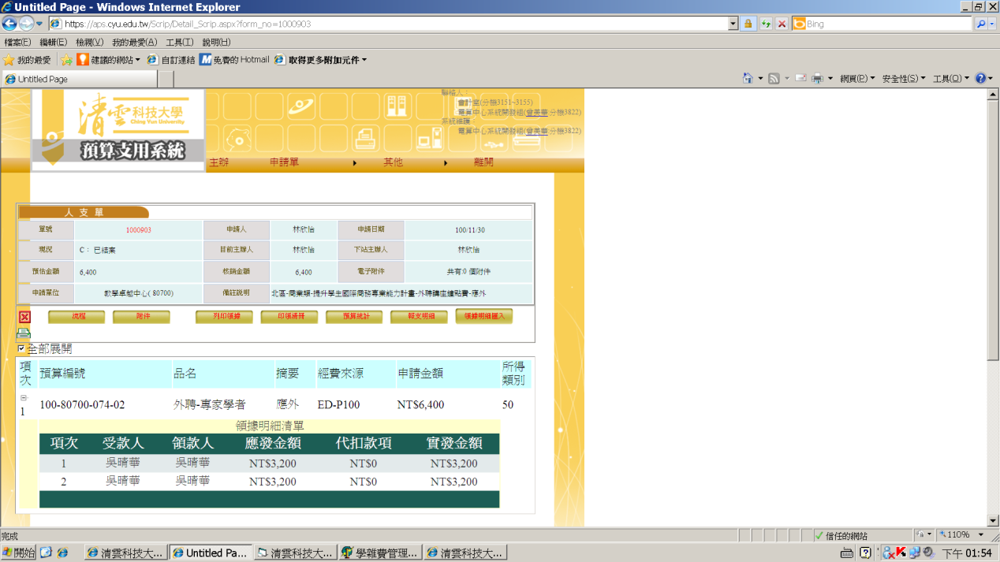 Untitled Page - Windows Internet Explorer
https://aps.cyu.edu.tw/Scrip/Detail_Scrip.aspx?form_no=1000903
Bing
檔案(F) 編輯(E) 檢視(V) 我的最愛(A) 工具(T) 說明(H)
我的最愛 建議的網站 自訂連結 免費的 Hotmail 取得更多附加元件
Untitled Page 網頁(P) 安全性(S) 工具(O)
聯絡人：
會計室(分機3151~3155)
電算中心系統開發組(曾美華 分機3822)
系統維護：
電算中心系統開發組(曾美華 分機3822)
清雲科技大學
Ching Yun University
預算支用系統
主辦 申請單 其他 離開
人 支 單
單號 1000903 申請人 林欣怡 申請日期 100/11/30
現況 C： 已結案 目前主辦人 林欣怡 下站主辦人 林欣怡
預估金額 6,400 核銷金額 6,400 電子附件 共有:0 個附件
申請單位 教學卓越中心( 80700) 備註說明 北區-商業類-提升學生國際商務專業能力計畫-外聘講座鐘點費-應外
流程 附件 列印領據 印領清冊 預算統計 報支明細 領據明細匯入
全部展開
項次 預算編號 品名 摘要 經費來源 申請金額 所得類別
1 100-80700-074-02 外聘-專家學者 應外 ED-P100 NT$6,400 50
領據明細清單
項次 受款人 領款人 應發金額 代扣款項 實發金額
1 吳晴華 吳晴華 NT$3,200 NT$0 NT$3,200
2 吳晴華 吳晴華 NT$3,200 NT$0 NT$3,200
完成 信任的網站 110%
開始 清雲科技大... Untitled Pa... 清雲科技大... 學雜費管理... 清雲科技大... 下午 01:54